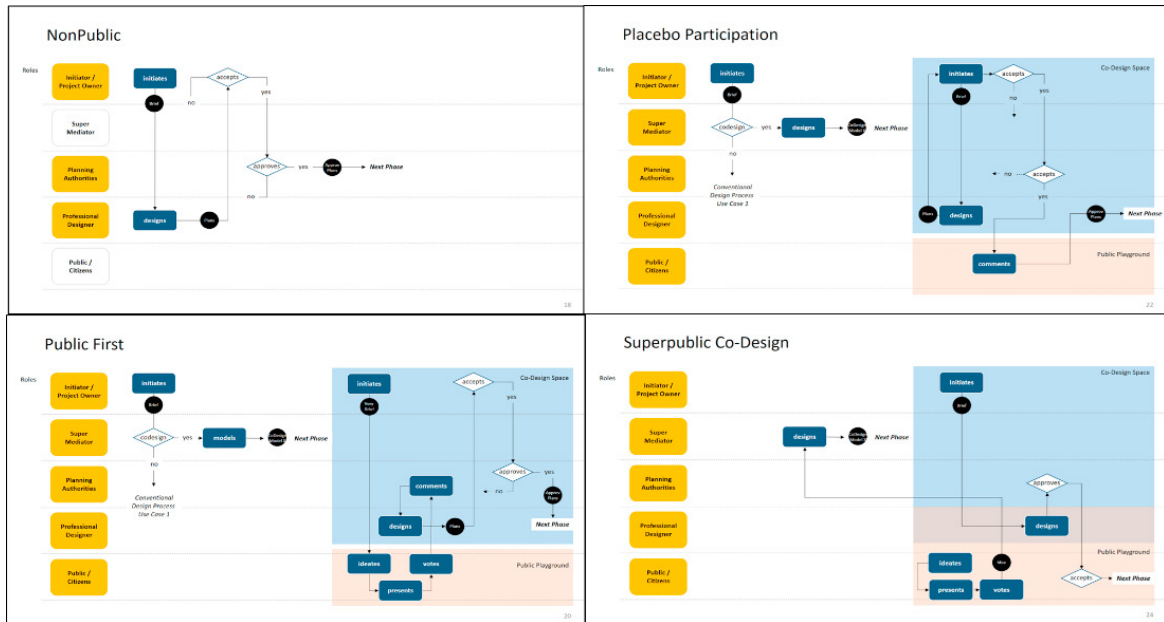 NonPublic
Roles
Initiator /
Project Owner
initiates
accepts
Brief
no
yes
Super
Mediator
Planning
Authorities
approves
yes
Approve
Plans
Next Phase
no
Professional
Designer
designs
Plans
Public /
Citizens
18
Placebo Participation
Roles
Co-Design Space
Initiator /
Project Owner
initiates
initiates
accepts
Brief
yes
no
Brief
Super
Mediator
codesign
yes
designs
Next Phase
no
Planning
Authorities
no
accepts
Conventional
Design Process
Use Case 1
yes
Professional
Designer
Plans
designs
Approve
Plans
Next Phase
Public Playground
Public /
Citizens
comments
22
Public First
Roles
Co-Design Space
Initiator /
Project Owner
initiates
initiates
accepts
Brief
Brief
yes
Super
Mediator
codesign
yes
models
Next Phase
no
Planning
Authorities
approves
yes
comments
no
Conventional
Design Process
Use Case 1
Approve
Plans
Professional
Designer
designs
Plans
Next Phase
Public Playground
Public /
Citizens
ideates
votes
presents
20
Superpublic Co-Design
Roles
Co-Design Space
Initiator /
Project Owner
Initiates
Brief
Super
Mediator
designs
Next Phase
Planning
Authorities
approves
Professional
Designer
designs
Public Playground
Public /
Citizens
ideates
accepts
Next Phase
presents
votes
24